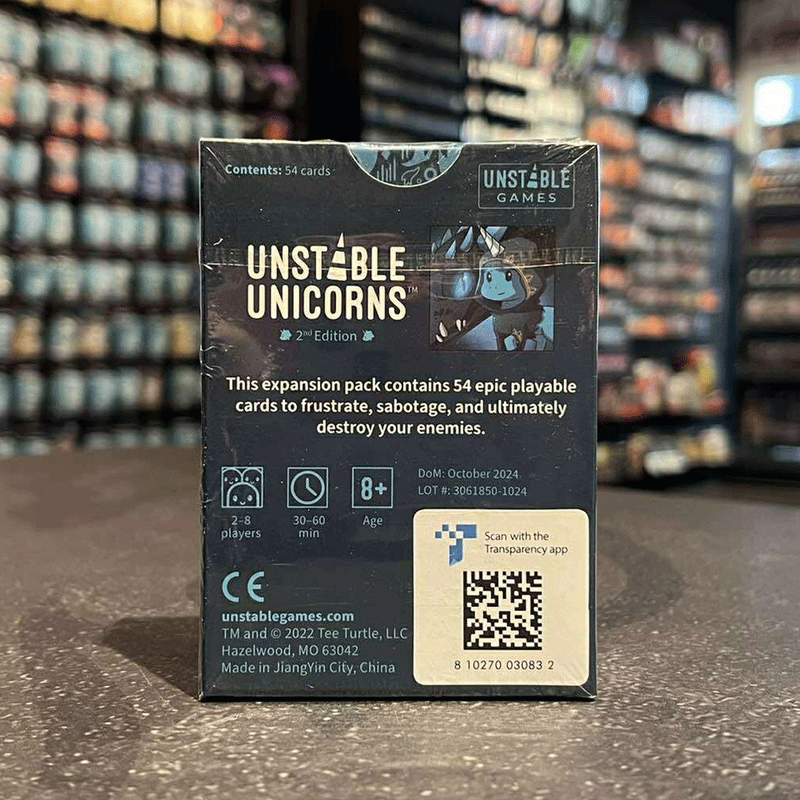 Contents: 54 cards
UNSTABLE
GAMES
UNSTABLE
UNICORNS™
2nd Edition
This expansion pack contains 54 epic playable
cards to frustrate, sabotage, and ultimately
destroy your enemies.
2-8
players
30-60
min
8+
Age
DoM: October 2024
LOT #: 3061850-1024
Scan with the
Transparency app
8 10270 03083 2
CE
unstablegames.com
TM and © 2022 Tee Turtle, LLC
Hazelwood, MO 63042
Made in JiangYin City, China